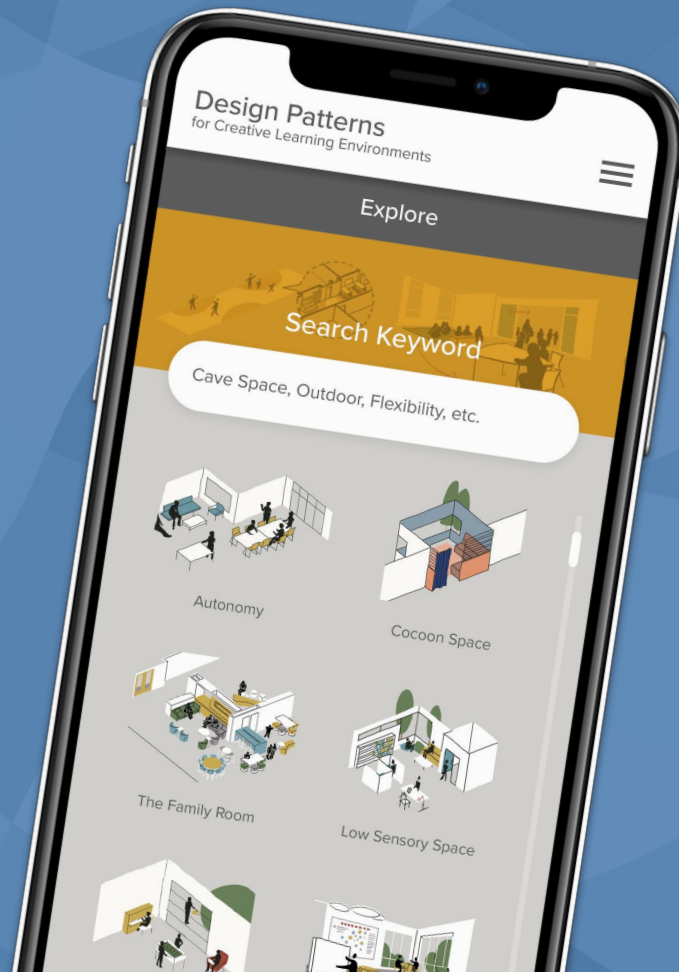 Design Patterns
for Creative Learning Environments
Explore
Search Keyword
Cave Space, Outdoor, Flexibility, etc.
Autonomy
Cocoon Space
The Family Room
Low Sensory Space